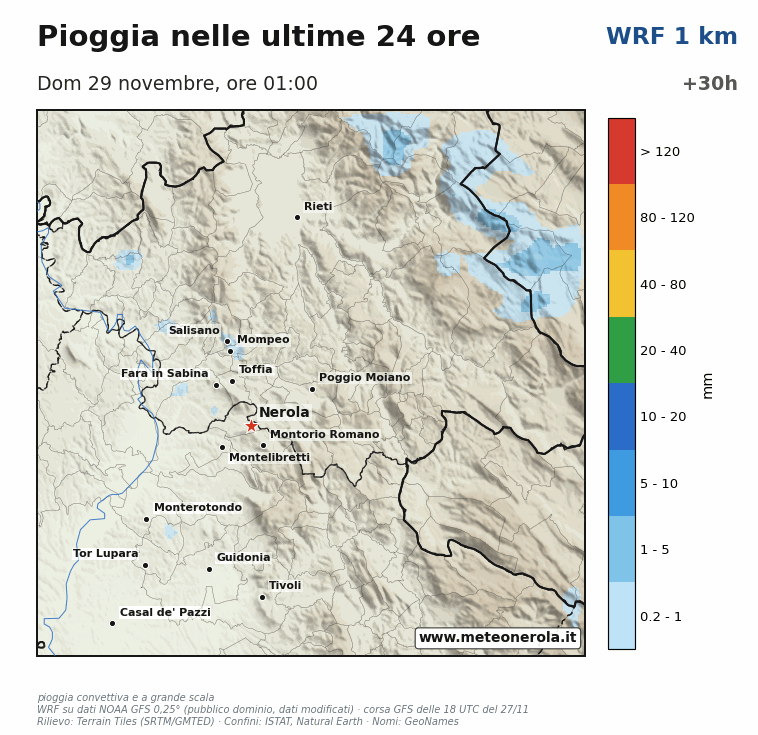 Pioggia nelle ultime 24 ore
WRF 1 km
Dom 29 novembre, ore 01:00
+30h
Rieti
Salisano
Mompeo
Fara in Sabina
Toffia
Poggio Moiano
Nerola
Montorio Romano
Montelibretti
Monterotondo
Tor Lupara
Guidonia
Tivoli
Casal de' Pazzi
www.meteonerola.it
> 120
80 - 120
40 - 80
20 - 40
10 - 20
5 - 10
1 - 5
0.2 - 1
mm
pioggia convettiva e a grande scala
WRF su dati NOAA GFS 0,25° (pubblico dominio, dati modificati) · corsa GFS delle 18 UTC del 27/11
Rilievo: Terrain Tiles (SRTM/GMTED) · Confini: ISTAT, Natural Earth · Nomi: GeoNames